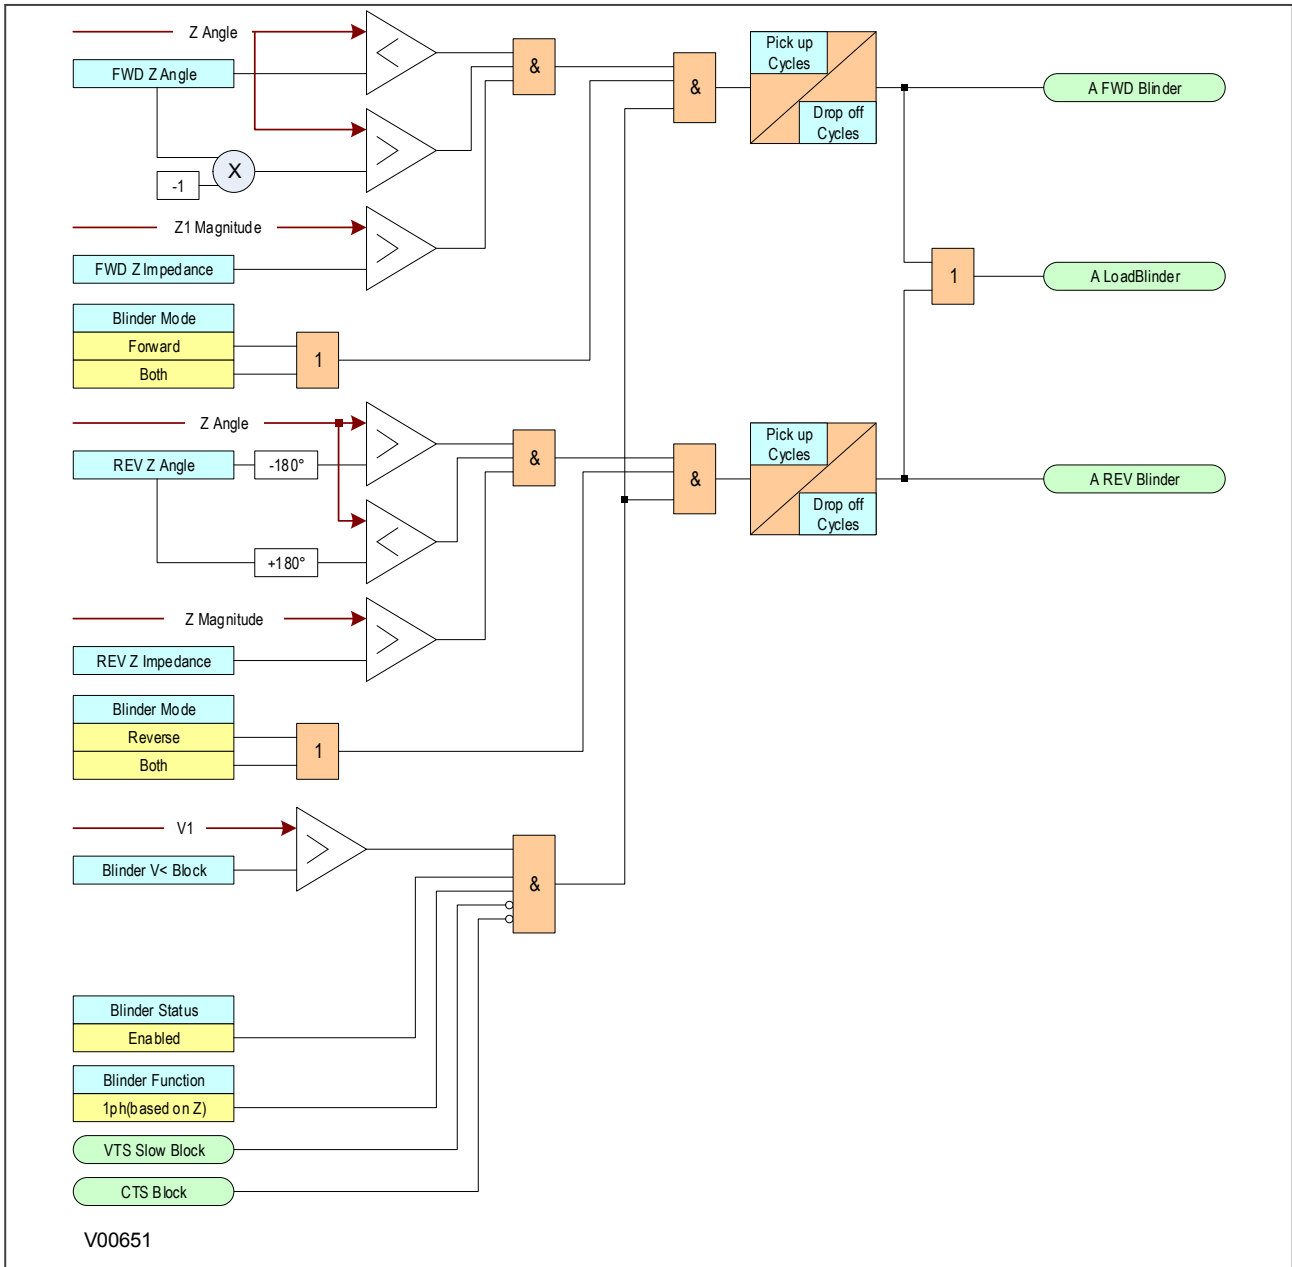 Z Angle
FWD Z Angle
<
>
X
-1
&
&
Pick up
Cycles
Drop off
Cycles
A FWD Blinder
Z1 Magnitude
FWD Z Impedance
>
Blinder Mode
Forward
Both
1
1
A LoadBlinder
Z Angle
REV Z Angle
-180°
>
+180°
<
&
&
Pick up
Cycles
Drop off
Cycles
A REV Blinder
Z Magnitude
REV Z Impedance
>
Blinder Mode
Reverse
Both
1
V1
Blinder V< Block
>
&
Blinder Status
Enabled
Blinder Function
1ph(based on Z)
VTS Slow Block
CTS Block
V00651